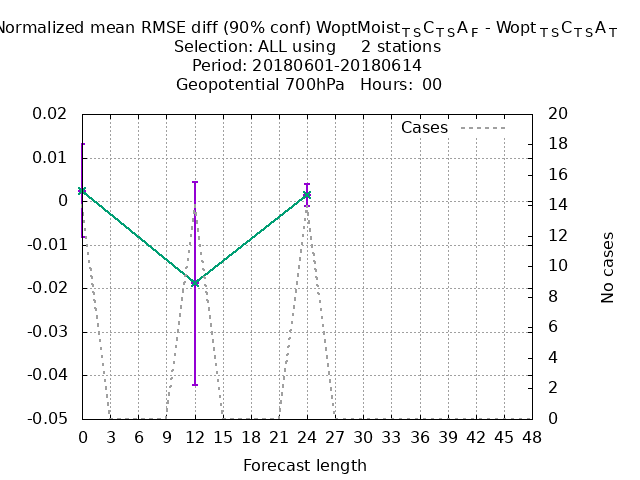 Normalized mean RMSE diff (90% conf) WoptMoist_TSC_TSA_F - Wopt_TSC_TSA_T
Selection: ALL using     2 stations
Period: 20180601-20180614
Geopotential 700hPa   Hours:  00
Cases
0.02
0.01
0
-0.01
-0.02
-0.03
-0.04
-0.05
20
18
16
14
12
10
8
6
4
2
0
No cases
0 3 6 9 12 15 18 21 24 27 30 33 36 39 42 45 48
Forecast length